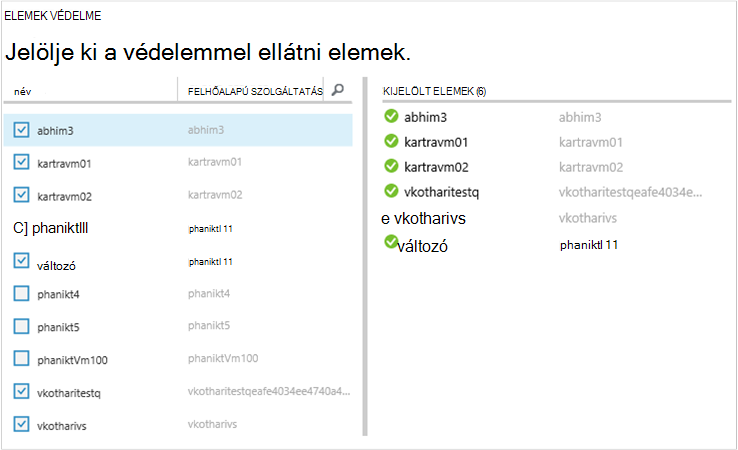 ELEMEK VÉDELME
Jelölje ki a védelemmel ellátni elemek.
név FELHŐALAPÚ SZOLGÁLTATÁS
abhim3 abhim3
kartravm01 kartravm01
kartravm02 kartravm02
C] phaniktlll phaniktl 11
változó phaniktl 11
phanikt4 phanikt4
phanikt5 phanikt5
phaniktVm100 phaniktVm100
vkotharitestq vkotharitestqeafe4034ee4740a4...
vkotharivs vkotharivs
KIJELÖLT ELEMEK (6)
abhim3 abhim3
kartravm01 kartravm01
kartravm02 kartravm02
vkotharitestq vkotharitestqeafe4034e...
e vkotharivs vkotharivs
változó phaniktl 11